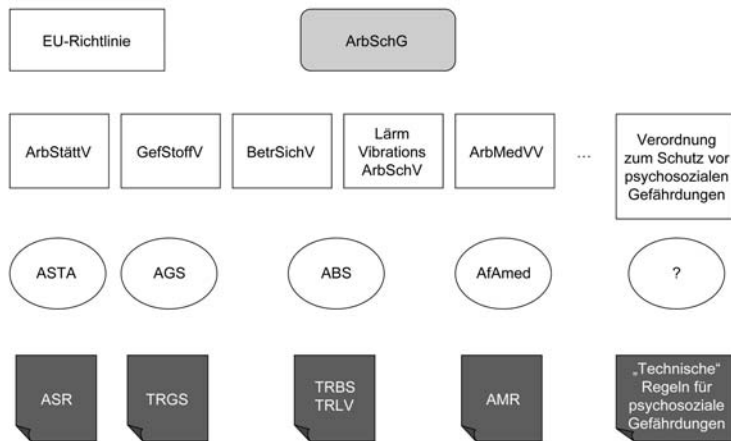 EU-Richtlinie
ArbSchG
ArbStättV
GefStoffV
BetrSichV
Lärm
Vibrations
ArbSchV
ArbMedVV
...
Verordnung
zum Schutz vor
psychosozialen
Gefährdungen
ASTA
AGS
ABS
AfAmed
?
ASR
TRGS
TRBS
TRLV
AMR
„Technische“
Regeln für
psychosoziale
Gefährdungen